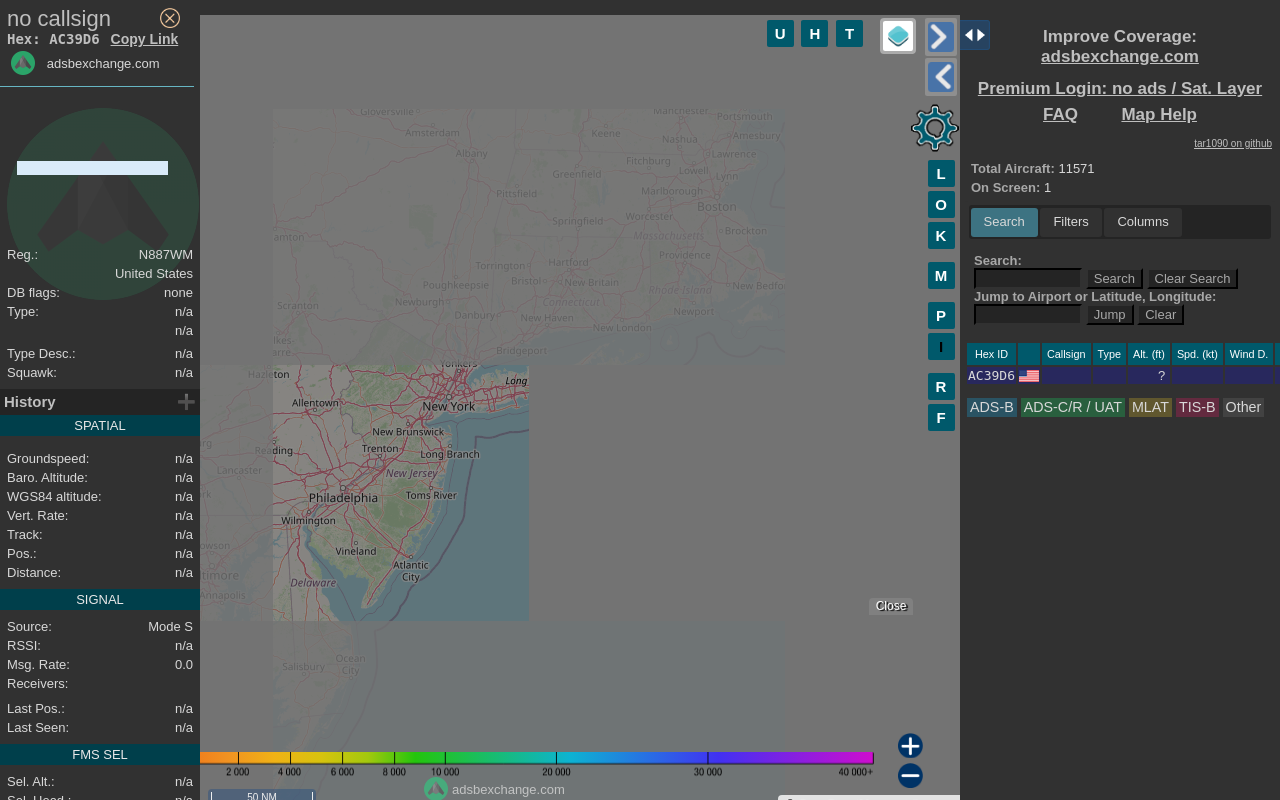 no callsign
Hex: AC39D6 Copy Link
adsbexchange.com
Reg.: N887WM
United States
DB flags: none
Type: n/a
n/a
Type Desc.: n/a
Squawk: n/a
History
SPATIAL
Groundspeed: n/a
Baro. Altitude: n/a
WGS84 altitude: n/a
Vert. Rate: n/a
Track: n/a
Pos.: n/a
Distance: n/a
SIGNAL
Source: Mode S
RSSI: n/a
Msg. Rate: 0.0
Receivers:
Last Pos.: n/a
Last Seen: n/a
FMS SEL
Sel. Alt.: n/a
U H T
L
O
K
M
P
I
R
F
Gloversville
Manchester
Portsmouth
Amsterdam
Keene
Nashua
Amesbury
Albany
Lawrence
Fitchburg
Greenfield
Lowell
Lynn
Pittsfield
Marlborough
Boston
Springfield
Worcester
Massachusetts
Brockton
Torrington
Hartford
Providence
Poughkeepsie
Bristol
New Britain
New Bedfo
Scranton
Newburgh
Connecticut
Rhode Island
Danbury
New Haven
Newport
New London
Bridgeport
Yonkers
Hazleton
Long
Allentown
New York
New Brunswick
Reading
Trenton
Long Branch
Lancaster
New Jersey
Philadelphia
Toms River
Wilmington
Vineland
Atlantic
City
Delaware
Annapolis
Salisbury
Ocean
City
Close
2 000 4 000 6 000 8 000 10 000 20 000 30 000 40 000+
adsbexchange.com
50 NM
Improve Coverage:
adsbexchange.com
Premium Login: no ads / Sat. Layer
FAQ Map Help
tar1090 on github
Total Aircraft: 11571
On Screen: 1
Search Filters Columns
Search:
Search Clear Search
Jump to Airport or Latitude, Longitude:
Jump Clear
Hex ID Callsign Type Alt. (ft) Spd. (kt) Wind D.
AC39D6 ?
ADS-B ADS-C/R / UAT MLAT TIS-B Other